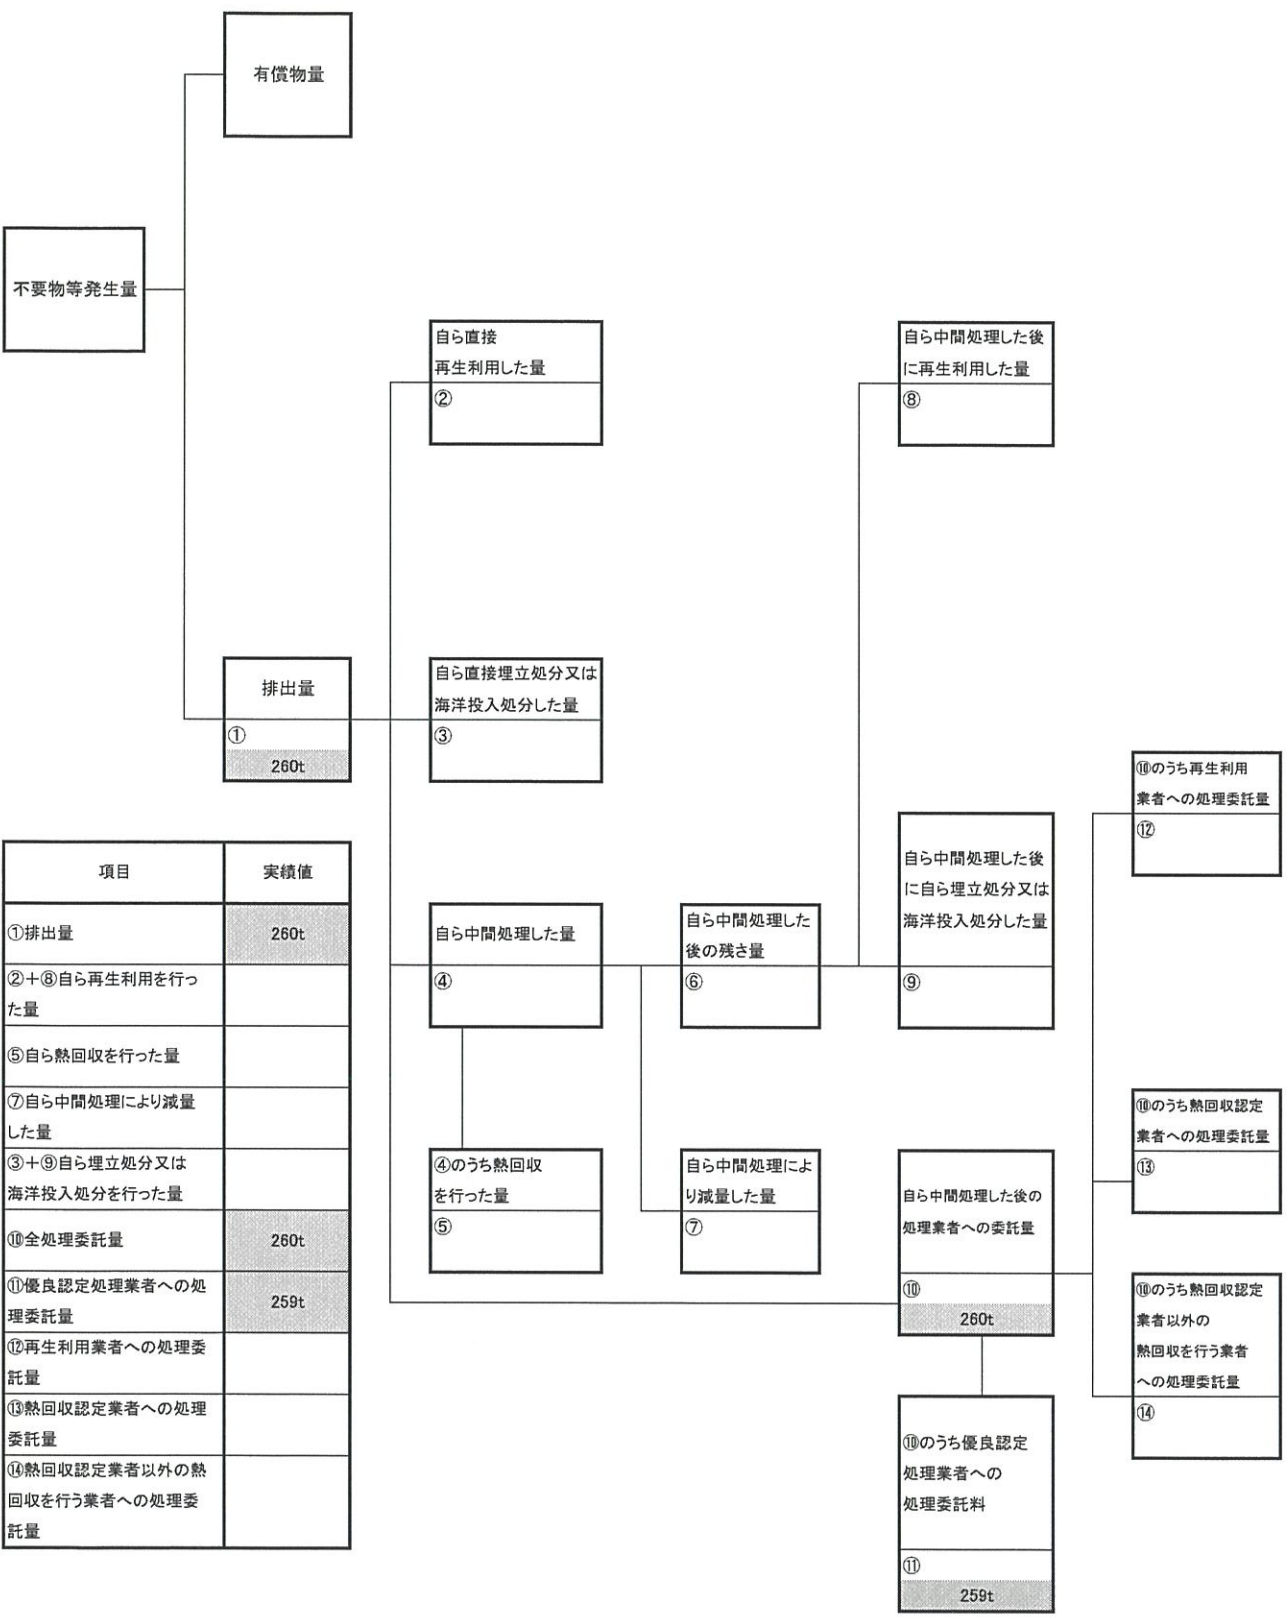 有償物量
不要物等発生量
自ら直接
再生利用した量
②
自ら中間処理した後
に再生利用した量
⑧
排出量
①
260t
自ら直接埋立処分又は
海洋投入処分した量
③
⑩のうち再生利用
業者への処理委託量
⑫
自ら中間処理した量
④
自ら中間処理した
後の残さ量
⑥
自ら中間処理した後
に自ら埋立処分又は
海洋投入処分した量
⑨
⑩のうち熱回収認定
業者への処理委託量
⑬
④のうち熱回収
を行った量
⑤
自ら中間処理によ
り減量した量
⑦
自ら中間処理した後の
処理業者への委託量
⑩
260t
⑩のうち熱回収認定
業者以外の
熱回収を行う業者
への処理委託量
⑭
⑩のうち優良認定
処理業者への
処理委託料
⑪
259t
項目 実績値
①排出量 260t
②＋⑧自ら再生利用を行っ
た量
⑤自ら熱回収を行った量
⑦自ら中間処理により減量
した量
③＋⑨自ら埋立処分又は
海洋投入処分を行った量
⑩全処理委託量 260t
⑪優良認定処理業者への処
理委託量 259t
⑫再生利用業者への処理委
託量
⑬熱回収認定業者への処理
委託量
⑭熱回収認定業者以外の熱
回収を行う業者への処理委
託量